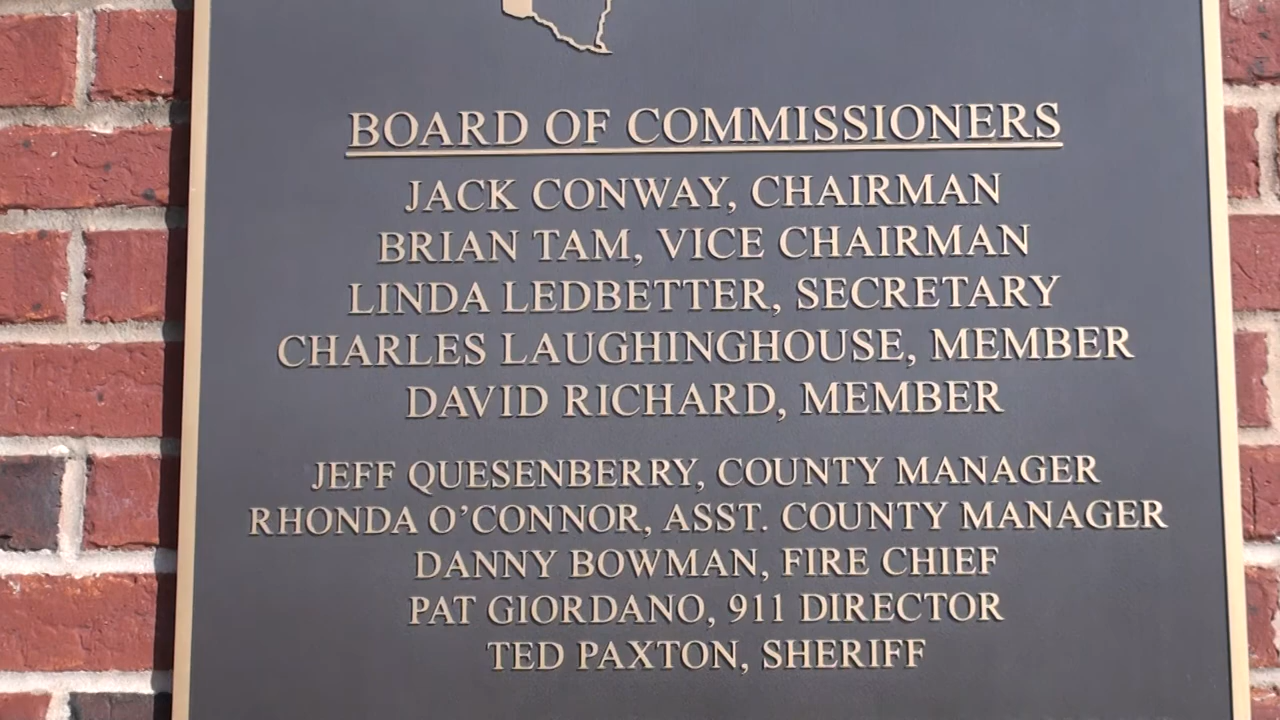 BOARD OF COMMISSIONERS
JACK CONWAY, CHAIRMAN
BRIAN TAM, VICE CHAIRMAN
LINDA LEDBETTER, SECRETARY
CHARLES LAUGHINGHOUSE, MEMBER
DAVID RICHARD, MEMBER
JEFF QUESENBERRY, COUNTY MANAGER
RHONDA O'CONNOR, ASST. COUNTY MANAGER
DANNY BOWMAN, FIRE CHIEF
PAT GIORDANO, 911 DIRECTOR
TED PAXTON, SHERIFF